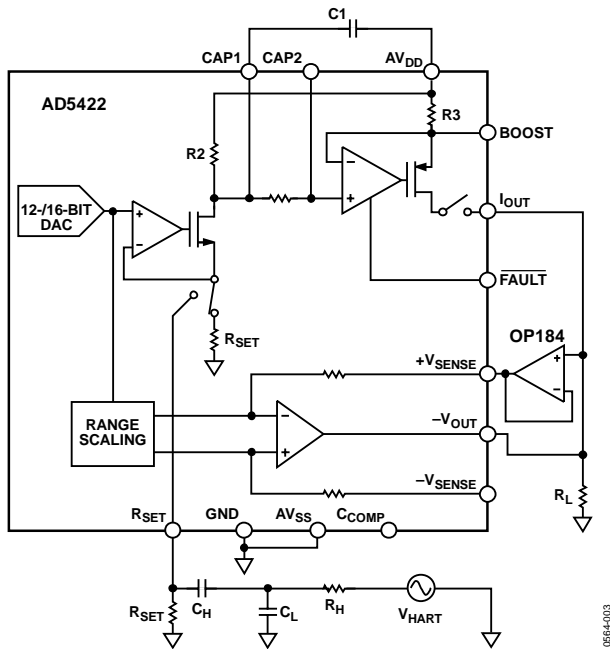 C1
CAP1
CAP2
AVDD
AD5422
R3
BOOST
R2
12-/16-BIT
DAC
IOUT
FAULT
RSET
OP184
+VSENSE
RANGE
SCALING
–VOUT
–VSENSE
RL
RSET
GND
AVSS
CCOMP
RSET
CH
CL
RH
VHART
0564-003